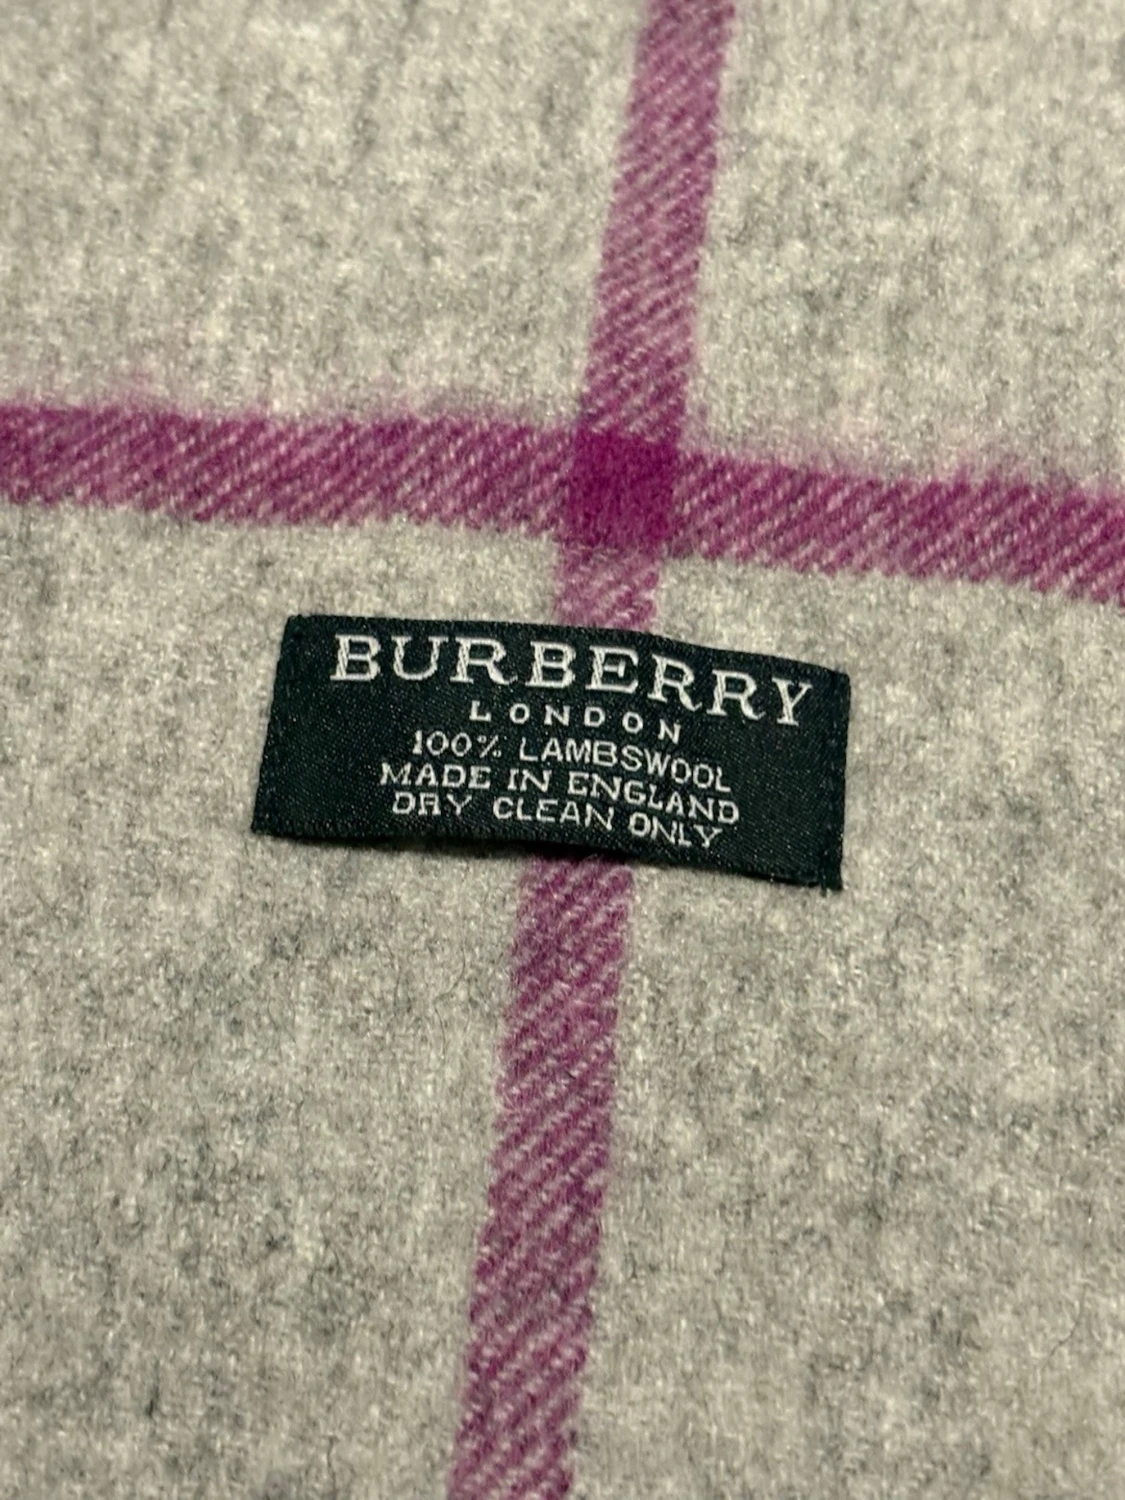 BURBERRY
LONDON
100% LAMBSWOOL
MADE IN ENGLAND
DRY CLEAN ONLY